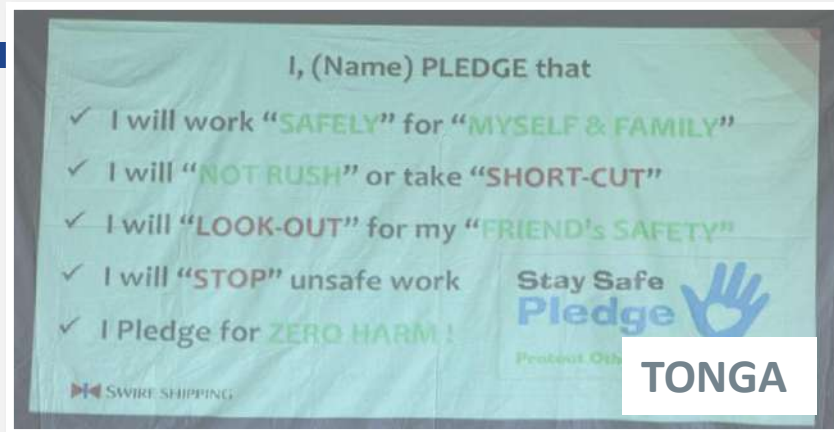 I, (Name) PLEDGE that
✓ I will work “SAFELY” for “MYSELF & FAMILY”
✓ I will “NOT RUSH” or take “SHORT-CUT”
✓ I will “LOOK-OUT” for my “FRIEND's SAFETY”
✓ I will “STOP” unsafe work
✓ I Pledge for ZERO HARM !
Stay Safe
Pledge
Protect
TONGA
SWIRE SHIPPING